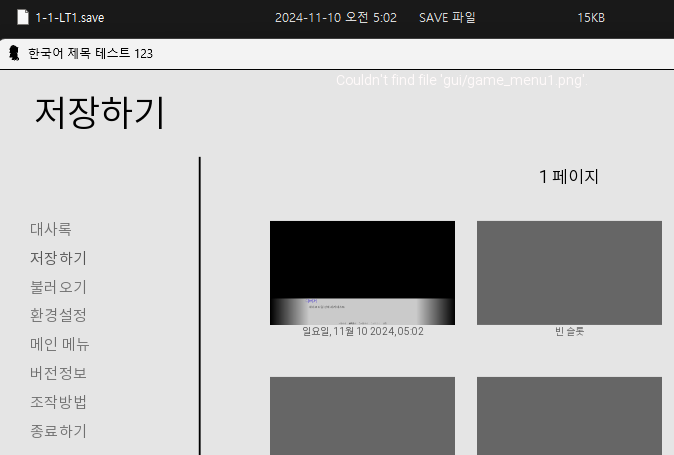 1-1-LT1.save 2024-11-10 오전 5:02 SAVE 파일 15KB
한국어 제목 테스트 123
Couldn't find file 'gui/game_menu1.png'
저장하기
1 페이지
대사록
저장하기
불러오기
환경설정
메인 메뉴
버전정보
조작방법
종료하기
일요일, 11월 10 2024, 05:02
빈 슬롯